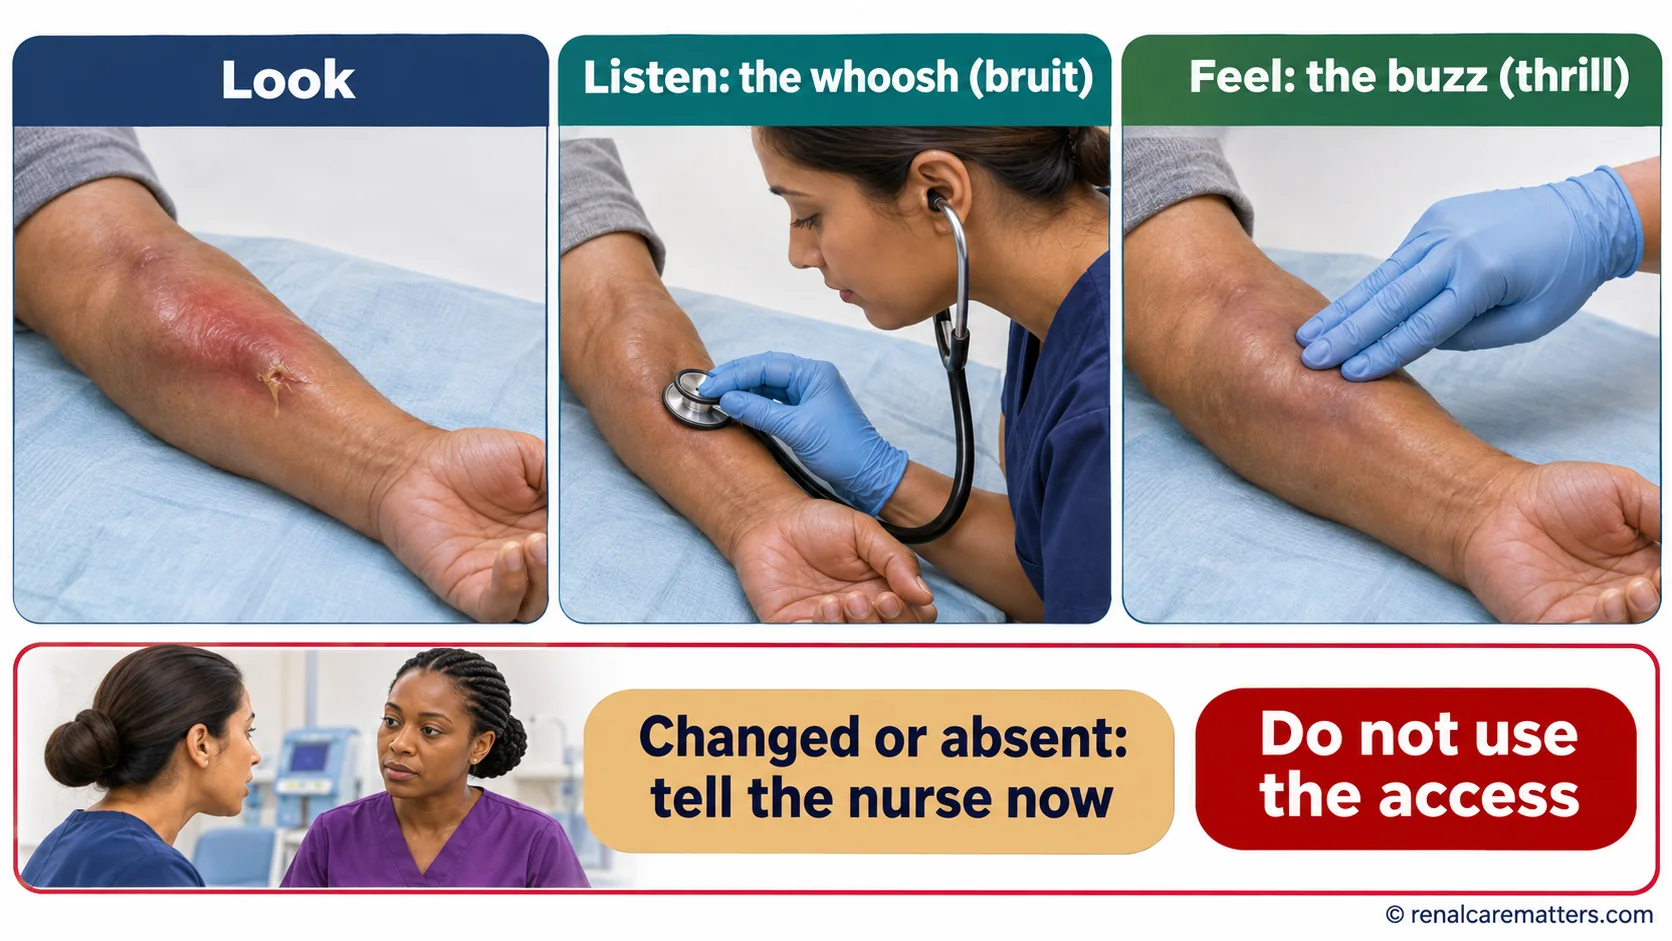 Look
Listen: the whoosh (bruit)
Feel: the buzz (thrill)
Changed or absent:
tell the nurse now
Do not use
the access
© renalcarematters.com